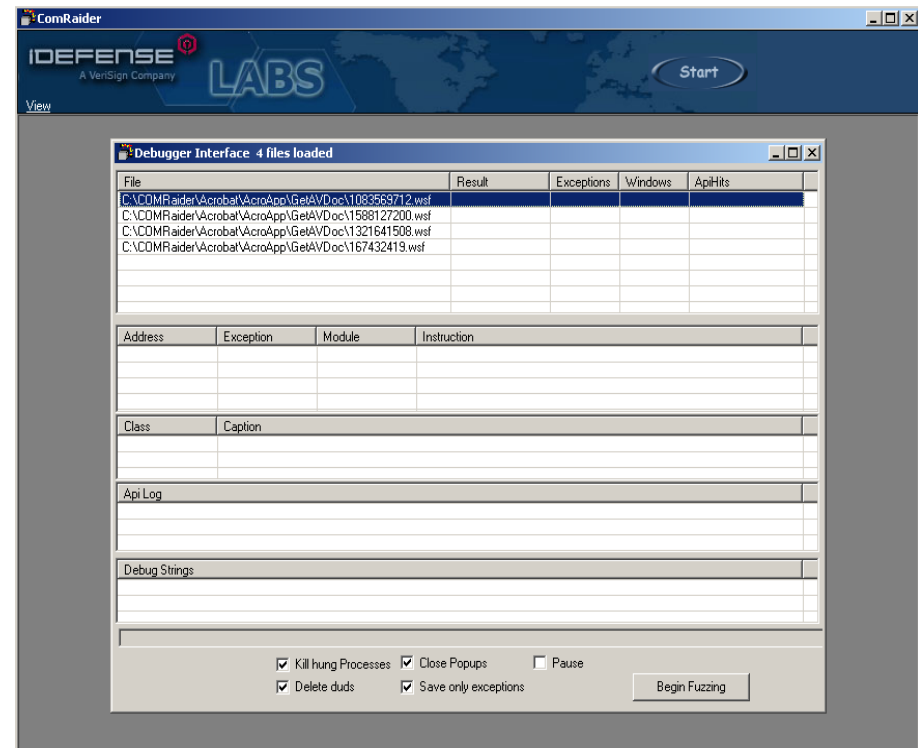 ComRaider
IDEFENSE
A VeriSign Company
LABS
Start
View
Debugger Interface 4 files loaded
File Result Exceptions Windows ApiHits
C:\COMRaider\Acrobat\AcroApp\GetAVDoc\1083569712.wsf
C:\COMRaider\Acrobat\AcroApp\GetAVDoc\1588127200.wsf
C:\COMRaider\Acrobat\AcroApp\GetAVDoc\1321641508.wsf
C:\COMRaider\Acrobat\AcroApp\GetAVDoc\167432419.wsf
Address Exception Module Instruction
Class Caption
Api Log
Debug Strings
Kill hung Processes Close Popups Pause
Delete duds Save only exceptions Begin Fuzzing